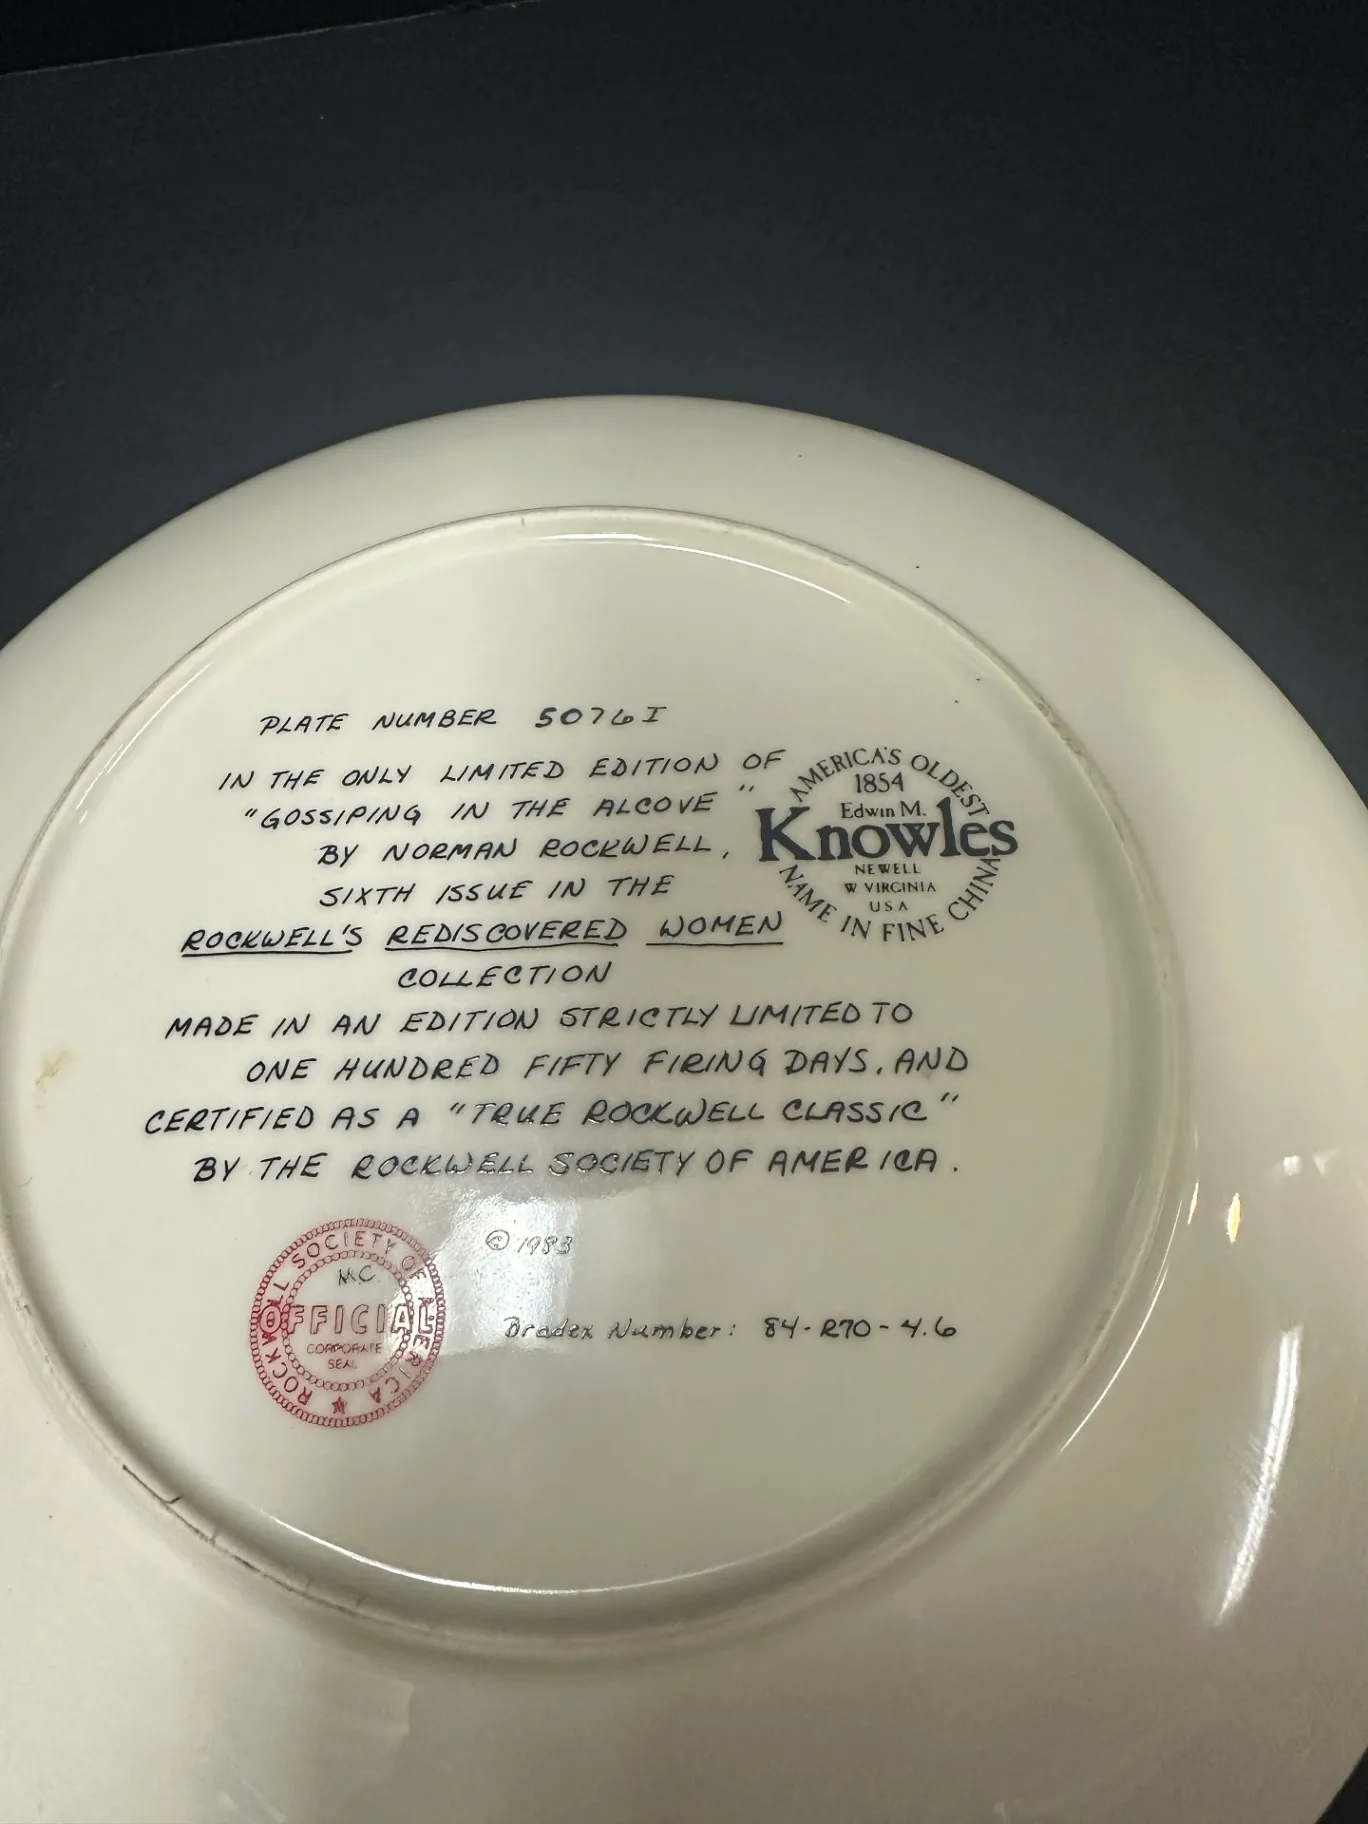 PLATE NUMBER 5076I
IN THE ONLY LIMITED EDITION OF
"GOSSIPING IN THE ALCOVE"
BY NORMAN ROCKWELL,
SIXTH ISSUE IN THE
ROCKWELL'S REDISCOVERED WOMEN
COLLECTION
MADE IN AN EDITION STRICTLY LIMITED TO
ONE HUNDRED FIFTY FIRING DAYS, AND
CERTIFIED AS A "TRUE ROCKWELL CLASSIC"
BY THE ROCKWELL SOCIETY OF AMERICA.
AMERICA'S OLDEST
1854
Edwin M.
Knowles
NEWELL
W VIRGINIA
U.S.A
NAME IN FINE CHINA
© 1983
ROCKWELL SOCIETY OF AMERICA
M.C.
OFFICIAL
CORPORATE
SEAL
Bradex Number: 84-R70-4.6